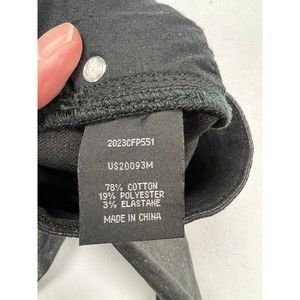 2023CFP551
US20093M
78% COTTON
19% POLYESTER
3% ELASTANE
MADE IN CHINA